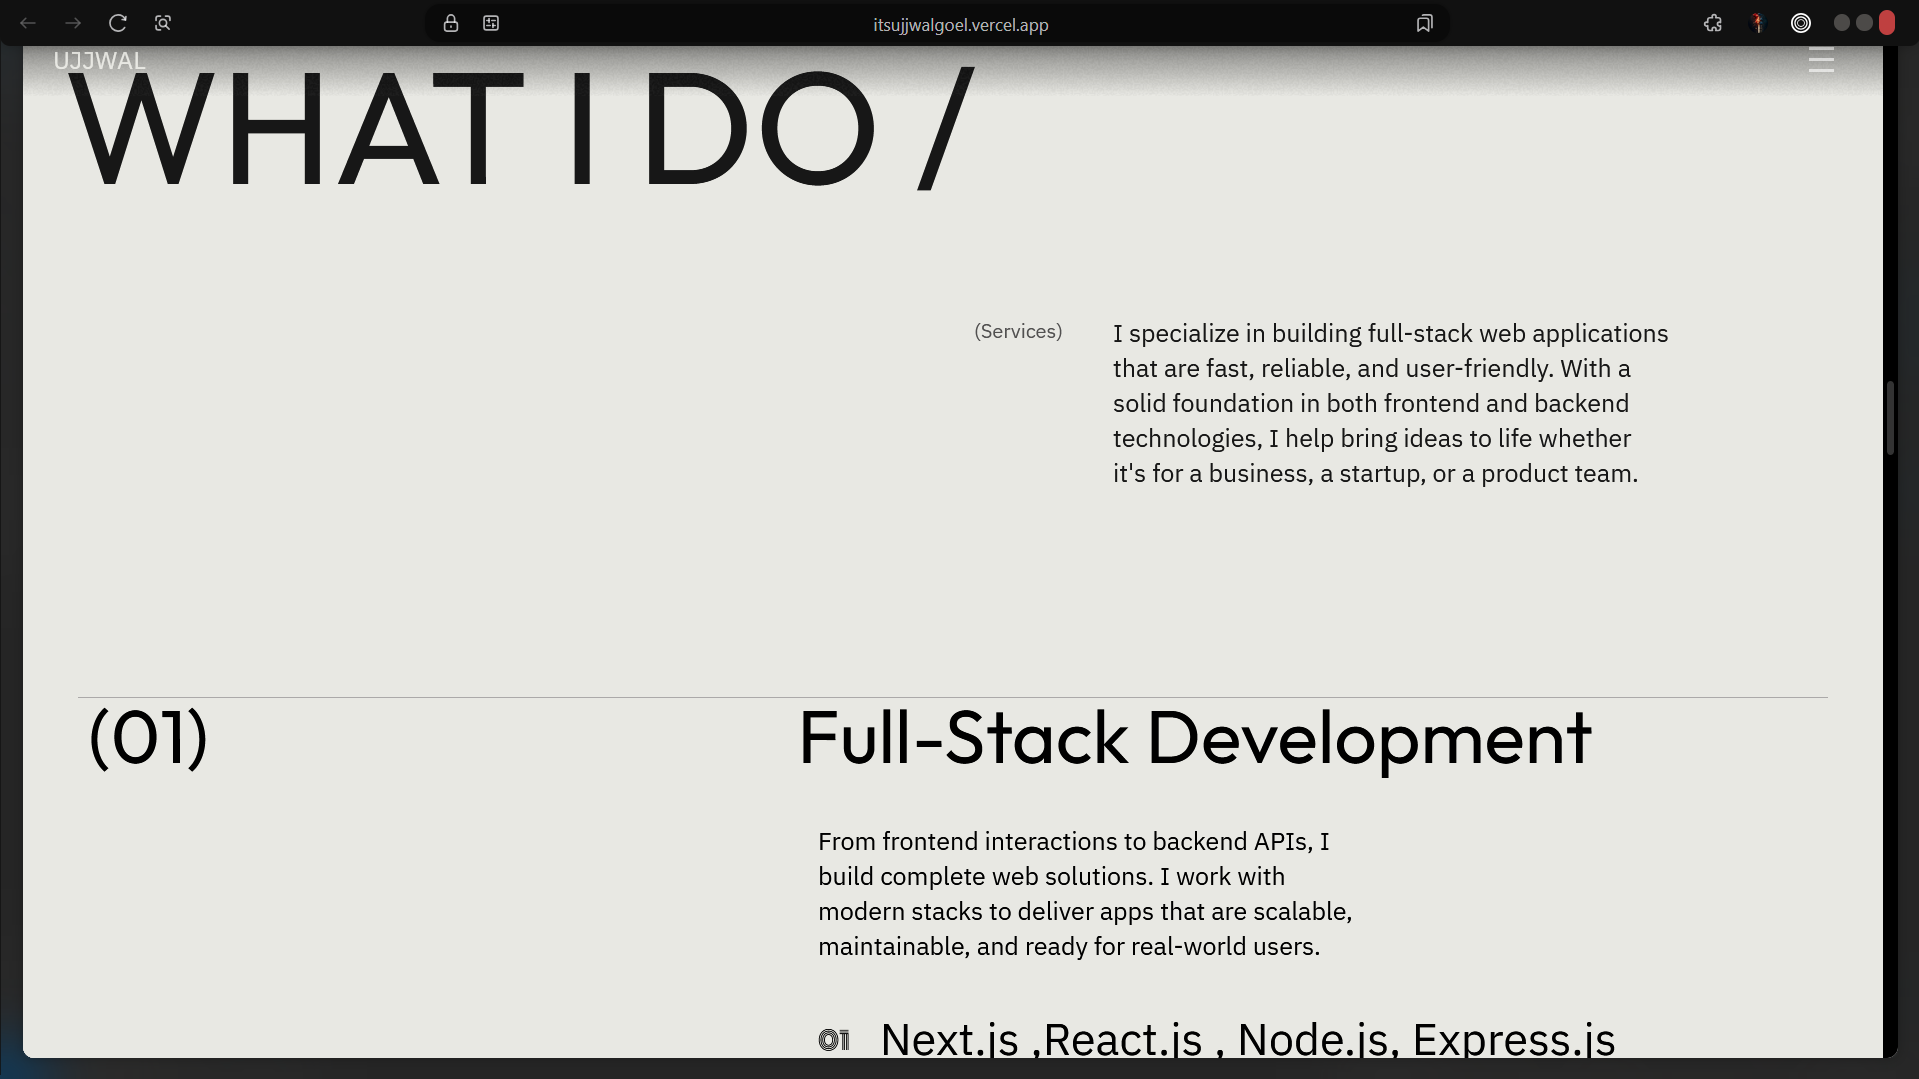 itsujjwalgoel.vercel.app
UJJWAL
WHAT I DO /
(Services)
I specialize in building full-stack web applications
that are fast, reliable, and user-friendly. With a
solid foundation in both frontend and backend
technologies, I help bring ideas to life whether
it's for a business, a startup, or a product team.
(01)
Full-Stack Development
From frontend interactions to backend APIs, I
build complete web solutions. I work with
modern stacks to deliver apps that are scalable,
maintainable, and ready for real-world users.
01 Next.js ,React.js , Node.js, Express.js